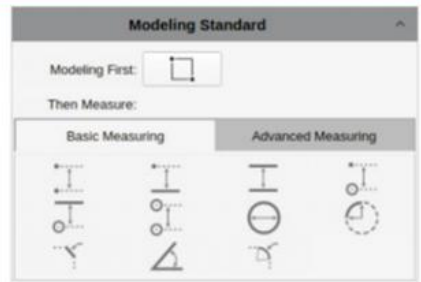 Modeling Standard
Modeling First:
Then Measure:
Basic Measuring Advanced Measuring